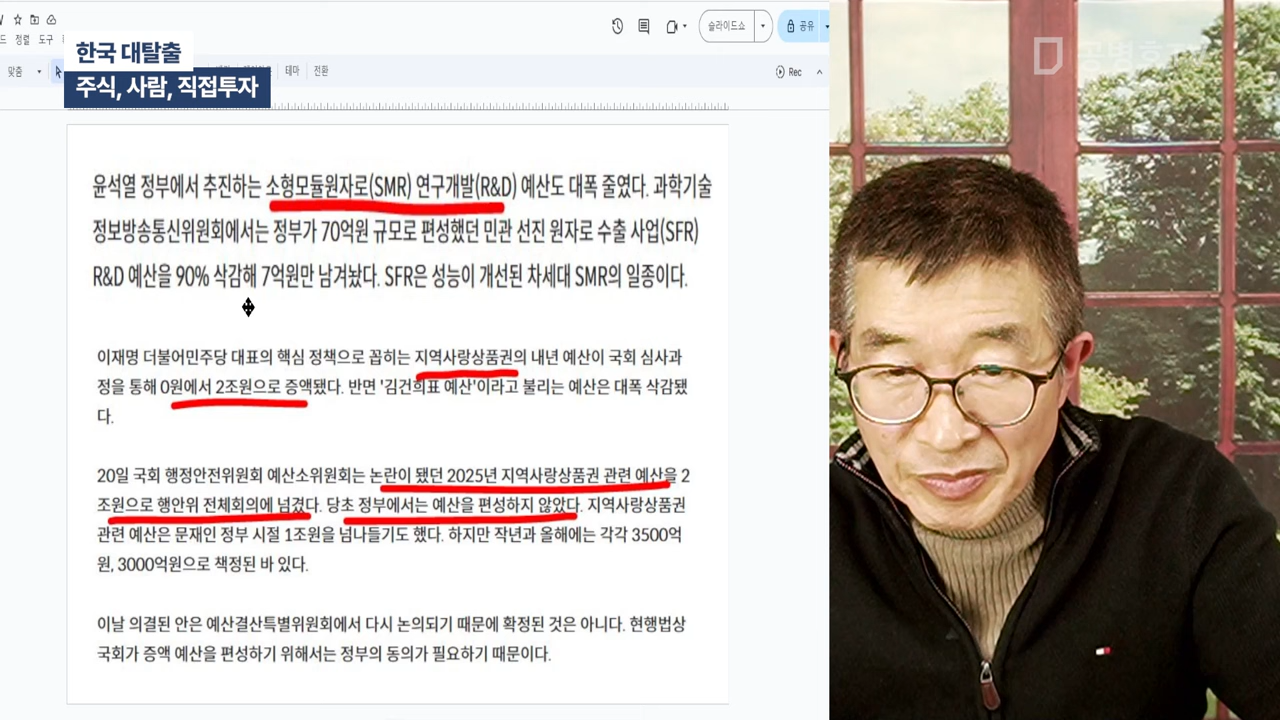 드 정렬 도구
한국 대탈출
주식, 사람, 직접투자
맞춤
테마
전환
슬라이드쇼
공유
Rec
윤석열 정부에서 추진하는 소형모듈원자로(SMR) 연구개발(R&D) 예산도 대폭 줄였다. 과학기술
정보방송통신위원회에서는 정부가 70억원 규모로 편성했던 민관 선진 원자로 수출 사업(SFR)
R&D 예산을 90% 삭감해 7억원만 남겨놨다. SFR은 성능이 개선된 차세대 SMR의 일종이다.
이재명 더불어민주당 대표의 핵심 정책으로 꼽히는 지역사랑상품권의 내년 예산이 국회 심사과
정을 통해 0원에서 2조원으로 증액됐다. 반면 '김건희표 예산'이라고 불리는 예산은 대폭 삭감됐
다.
20일 국회 행정안전위원회 예산소위원회는 논란이 됐던 2025년 지역사랑상품권 관련 예산을 2
조원으로 행안위 전체회의에 넘겼다. 당초 정부에서는 예산을 편성하지 않았다. 지역사랑상품권
관련 예산은 문재인 정부 시절 1조원을 넘나들기도 했다. 하지만 작년과 올해에는 각각 3500억
원, 3000억원으로 책정된 바 있다.
이날 의결된 안은 예산결산특별위원회에서 다시 논의되기 때문에 확정된 것은 아니다. 현행법상
국회가 증액 예산을 편성하기 위해서는 정부의 동의가 필요하기 때문이다.